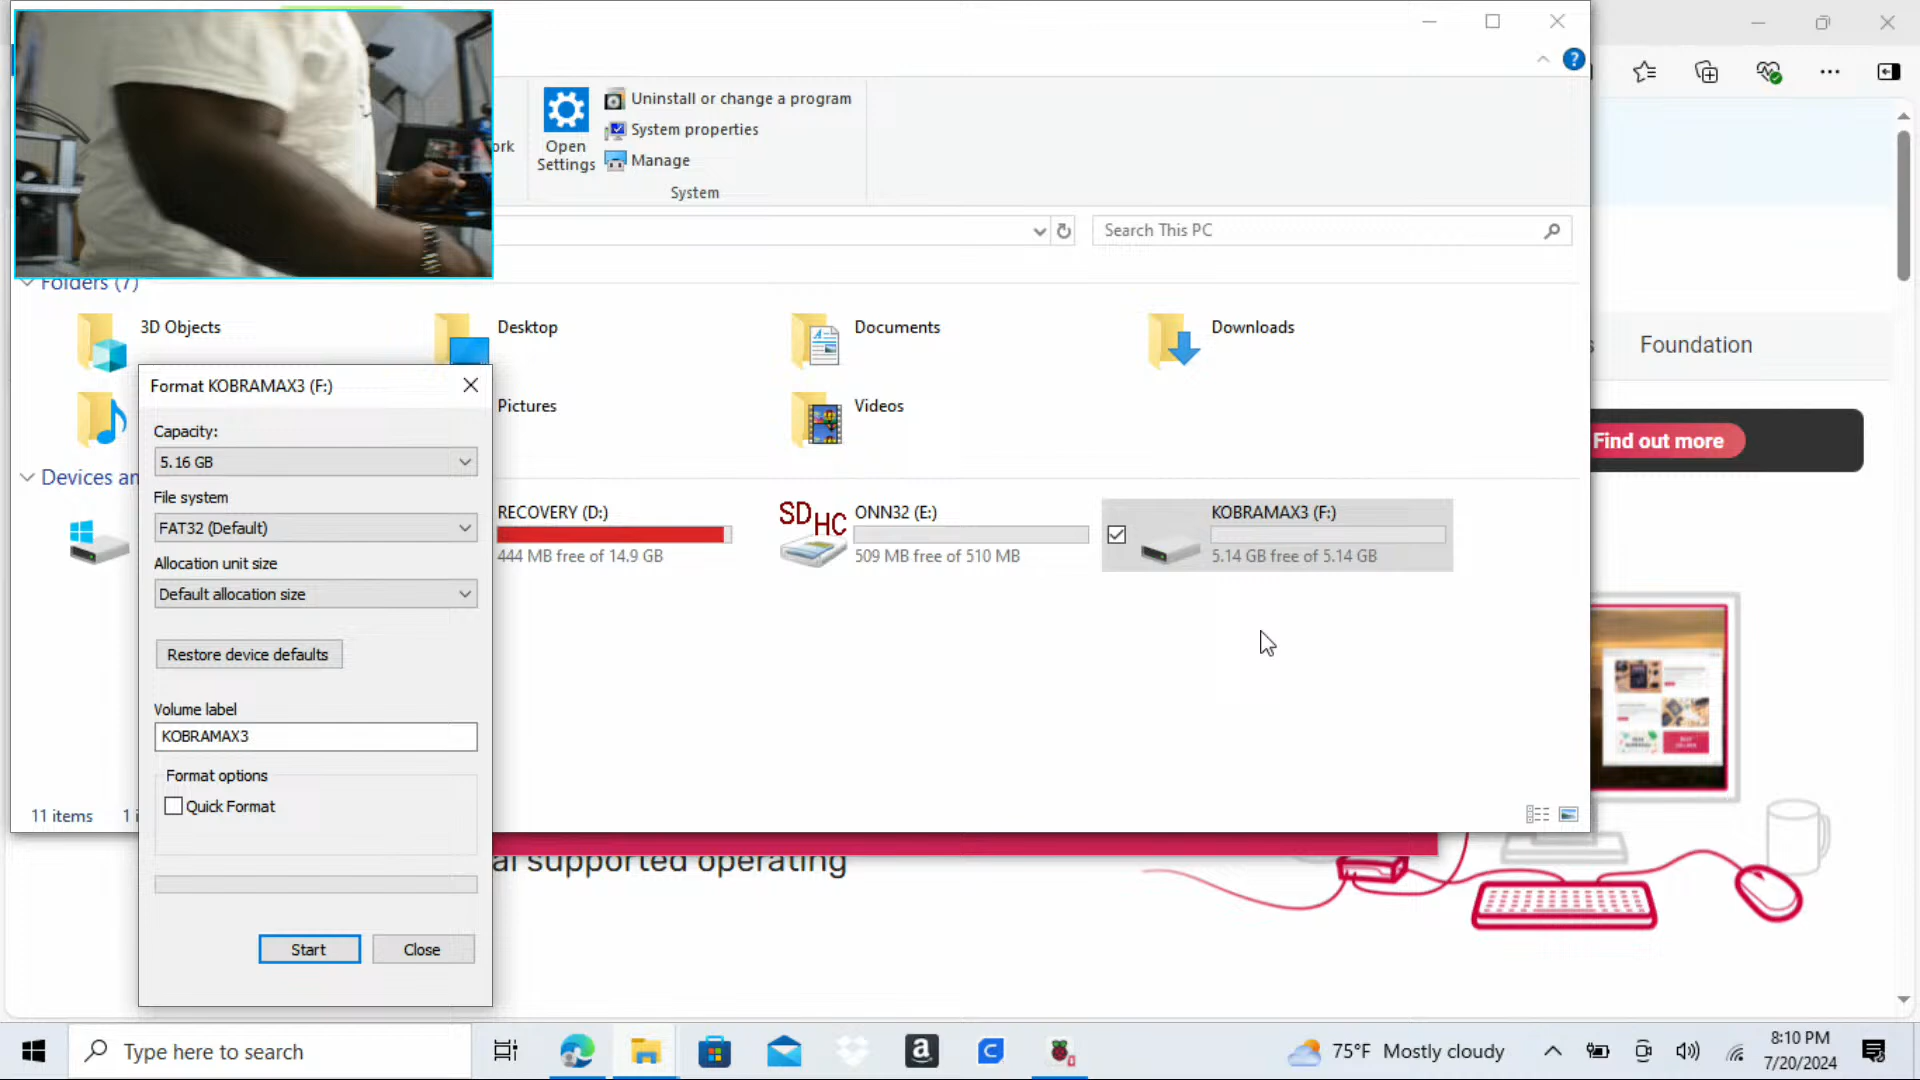 Uninstall or change a program
System properties
Manage
Open
Settings
System
ork
?
Search This PC
Folders (7)
3D Objects
Desktop
Documents
Downloads
Pictures
Videos
Devices an
RECOVERY (D:)
444 MB free of 14.9 GB
SDHC
ONN32 (E:)
509 MB free of 510 MB
KOBRAMAX3 (F:)
5.14 GB free of 5.14 GB
Format KOBRAMAX3 (F:)
Capacity:
5.16 GB
File system
FAT32 (Default)
Allocation unit size
Default allocation size
Restore device defaults
Volume label
KOBRAMAX3
Format options
Quick Format
Start
Close
11 items
1 i
s
Foundation
Find out more
al supported operating
Type here to search
a
C
75°F Mostly cloudy
8:10 PM
7/20/2024